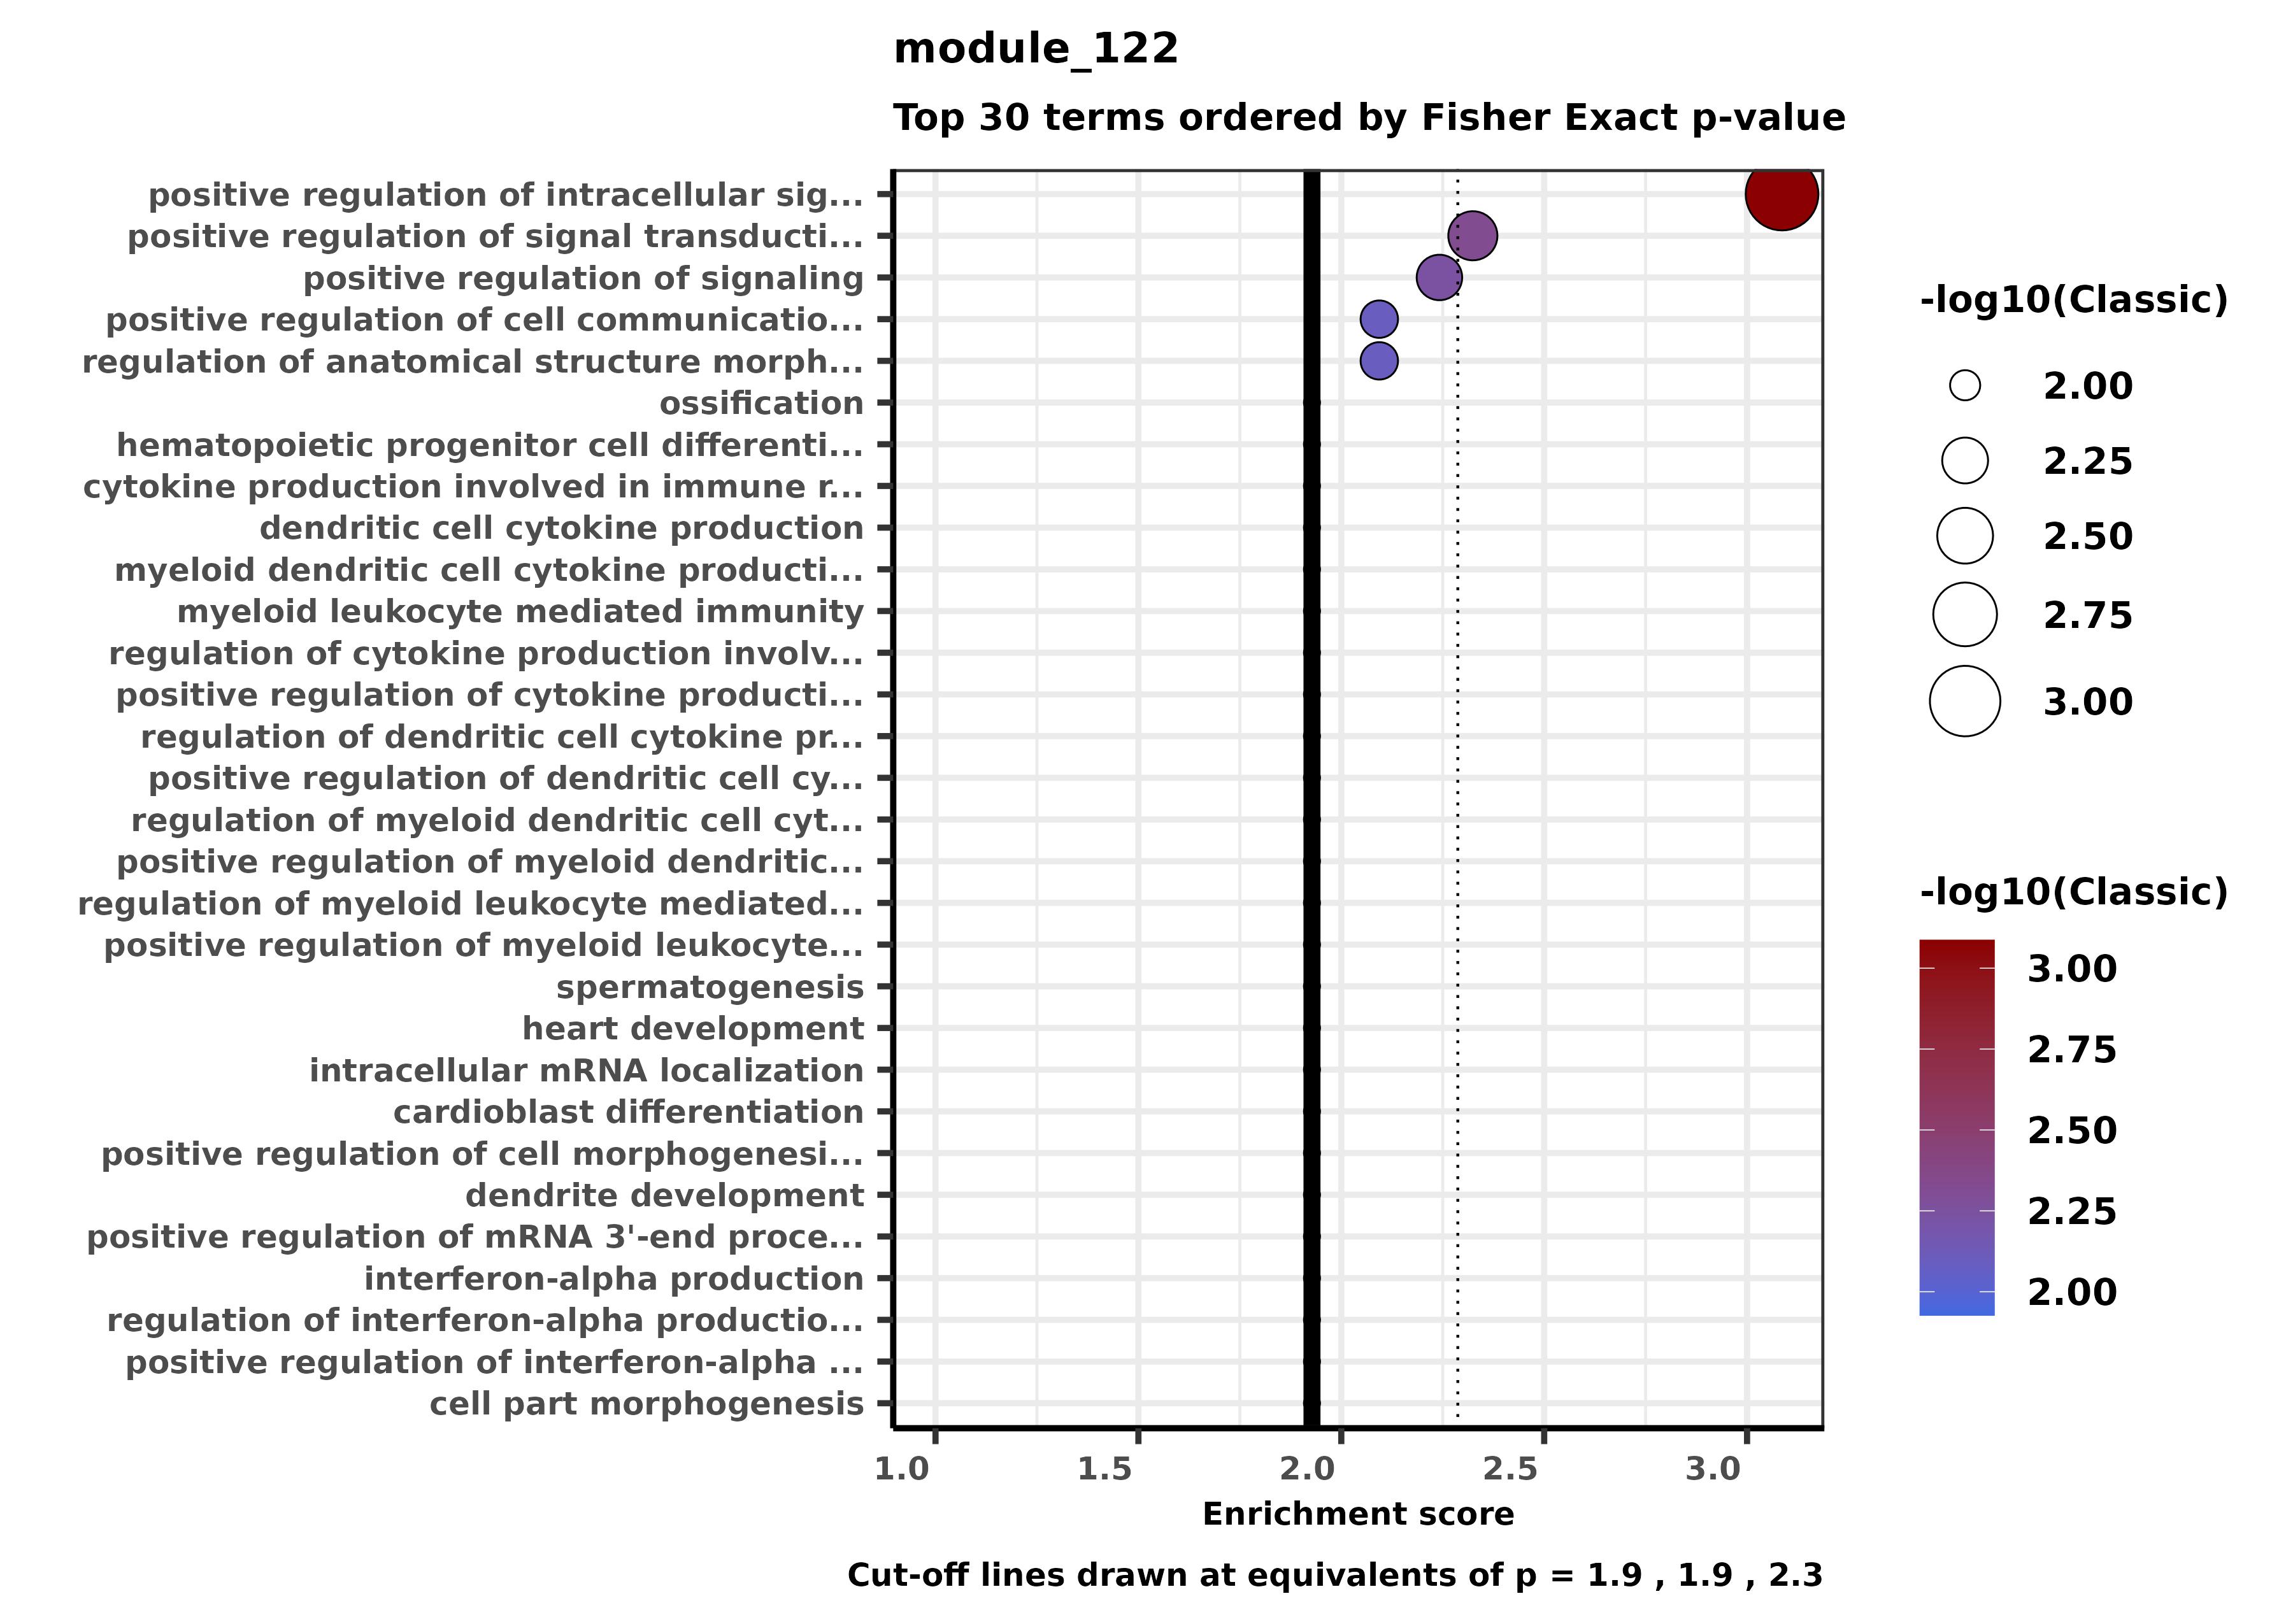 module_122
Top 30 terms ordered by Fisher Exact p-value
positive regulation of intracellular sig...
positive regulation of signal transducti...
positive regulation of signaling
positive regulation of cell communicatio...
regulation of anatomical structure morph...
ossification
hematopoietic progenitor cell differenti...
cytokine production involved in immune r...
dendritic cell cytokine production
myeloid dendritic cell cytokine producti...
myeloid leukocyte mediated immunity
regulation of cytokine production involv...
positive regulation of cytokine producti...
regulation of dendritic cell cytokine pr...
positive regulation of dendritic cell cy...
regulation of myeloid dendritic cell cyt...
positive regulation of myeloid dendritic...
regulation of myeloid leukocyte mediated...
positive regulation of myeloid leukocyte...
spermatogenesis
heart development
intracellular mRNA localization
cardioblast differentiation
positive regulation of cell morphogenesi...
dendrite development
positive regulation of mRNA 3'-end proce...
interferon-alpha production
regulation of interferon-alpha productio...
positive regulation of interferon-alpha ...
cell part morphogenesis
1.0 1.5 2.0 2.5 3.0
Enrichment score
Cut-off lines drawn at equivalents of p = 1.9 , 1.9 , 2.3
-log10(Classic)
2.00
2.25
2.50
2.75
3.00
-log10(Classic)
3.00
2.75
2.50
2.25
2.00